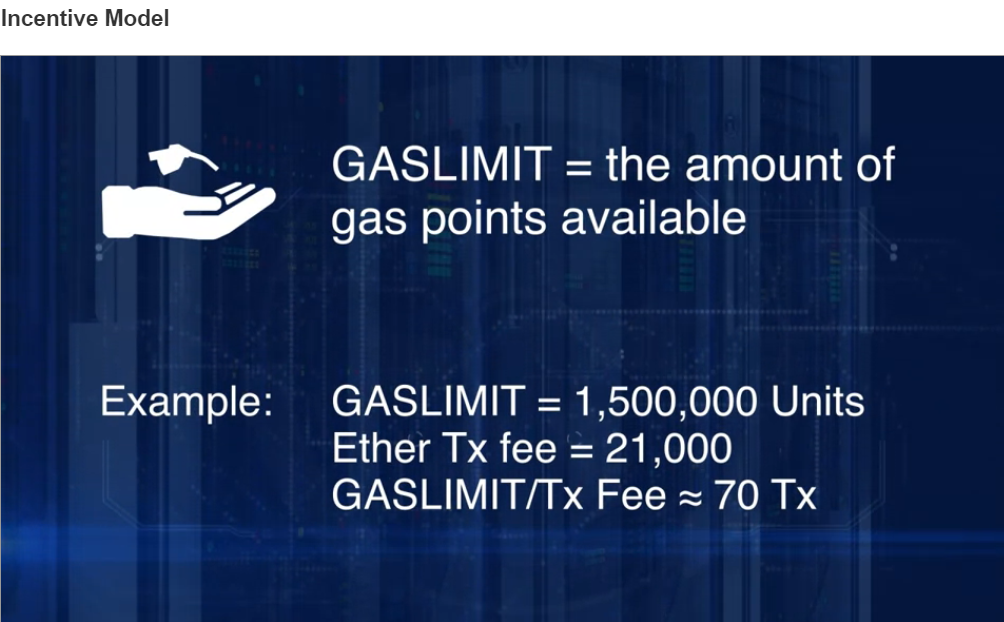 Incentive Model
GASLIMIT = the amount of
gas points available
Example:
GASLIMIT = 1,500,000 Units
Ether Tx fee = 21,000
GASLIMIT/Tx Fee ≈ 70 Tx